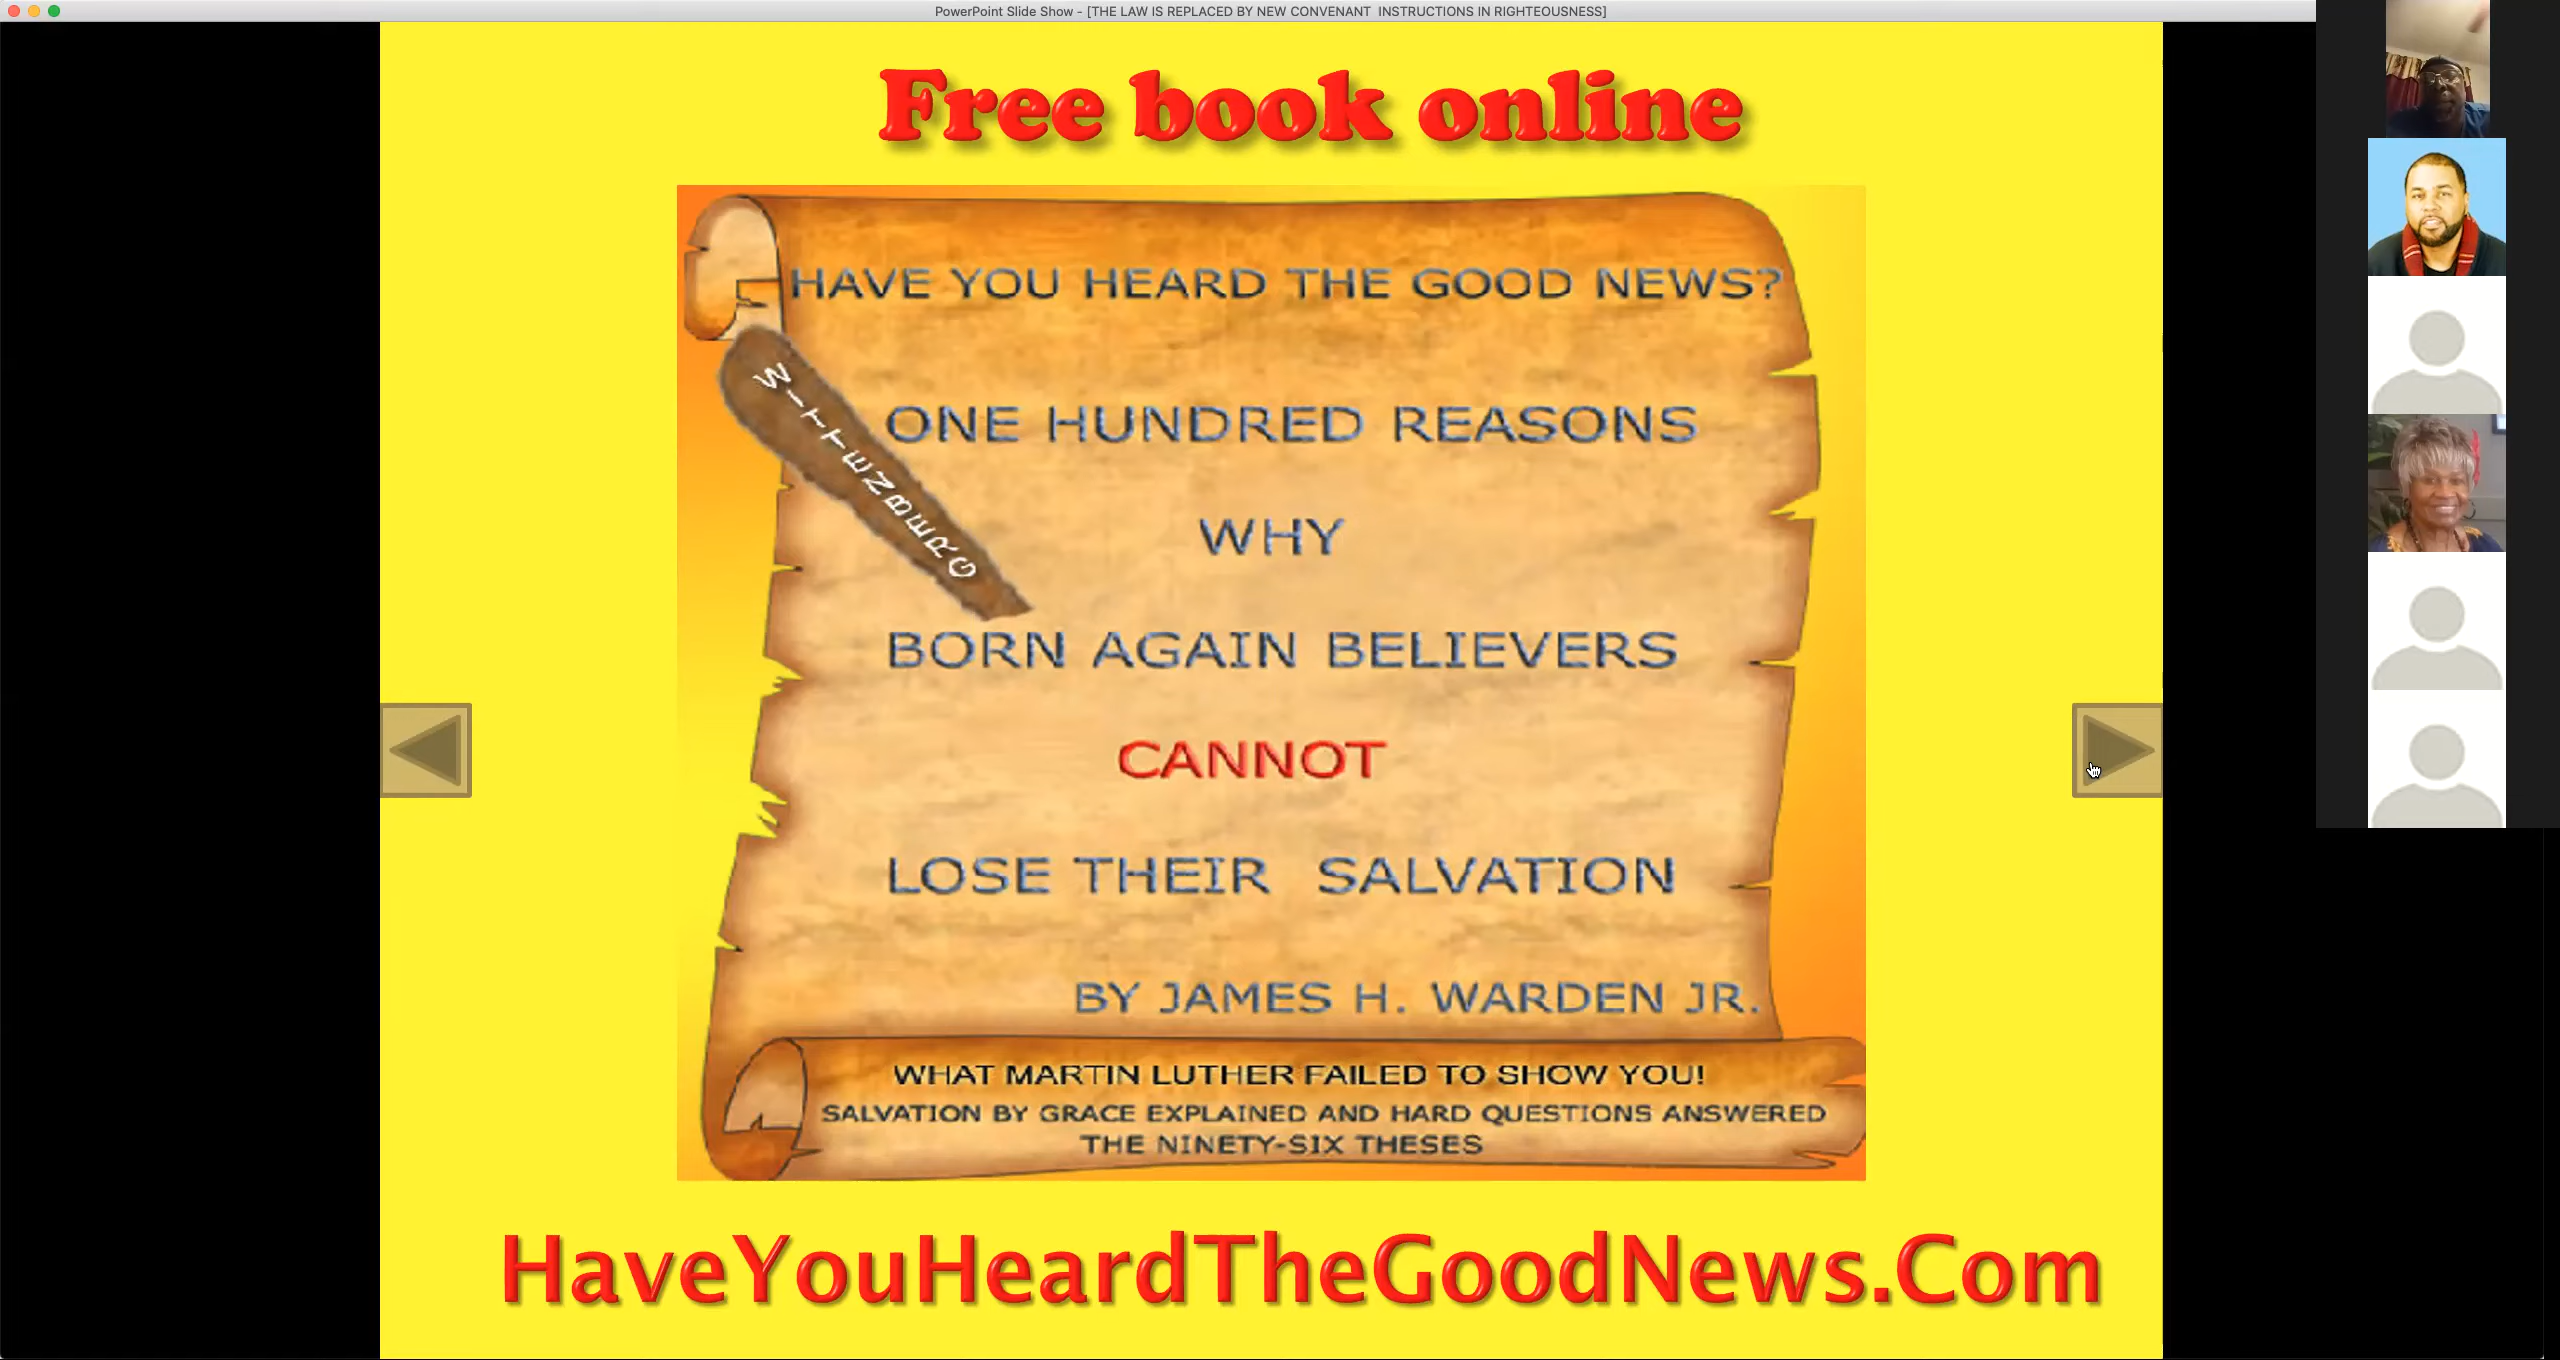 PowerPoint Slide Show - [THE LAW IS REPLACED BY NEW CONVENANT  INSTRUCTIONS IN RIGHTEOUSNESS]
Free book online
HAVE YOU HEARD THE GOOD NEWS?
WITTENBERG
ONE HUNDRED REASONS
WHY
BORN AGAIN BELIEVERS
CANNOT
LOSE THEIR  SALVATION
BY JAMES H. WARDEN JR.
WHAT MARTIN LUTHER FAILED TO SHOW YOU!
SALVATION BY GRACE EXPLAINED AND HARD QUESTIONS ANSWERED
THE NINETY-SIX THESES
HaveYouHeardTheGoodNews.Com